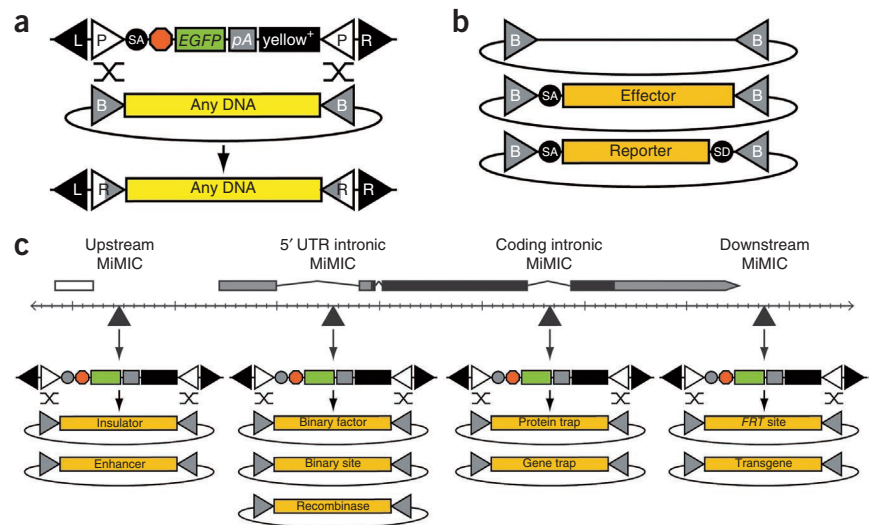 a
L P SA EGFP pA yellow+ P R
B Any DNA B
L R Any DNA R R
b
B B
B SA Effector B
B SA Reporter SD B
c
Upstream MiMIC
5′ UTR intronic MiMIC
Coding intronic MiMIC
Downstream MiMIC
Insulator Binary factor Protein trap FRT site
Enhancer Binary site Gene trap Transgene
Recombinase